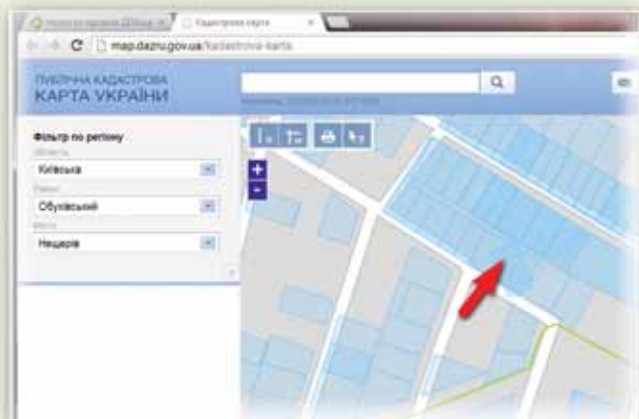 Кадастрова карта
map.dazru.gov.ua/kadastrova-karta
ПУБЛІЧНА КАДАСТРОВА
КАРТА УКРАЇНИ
Фільтр по регіону
Область
Київська
Район
Обухівський
Нещерів